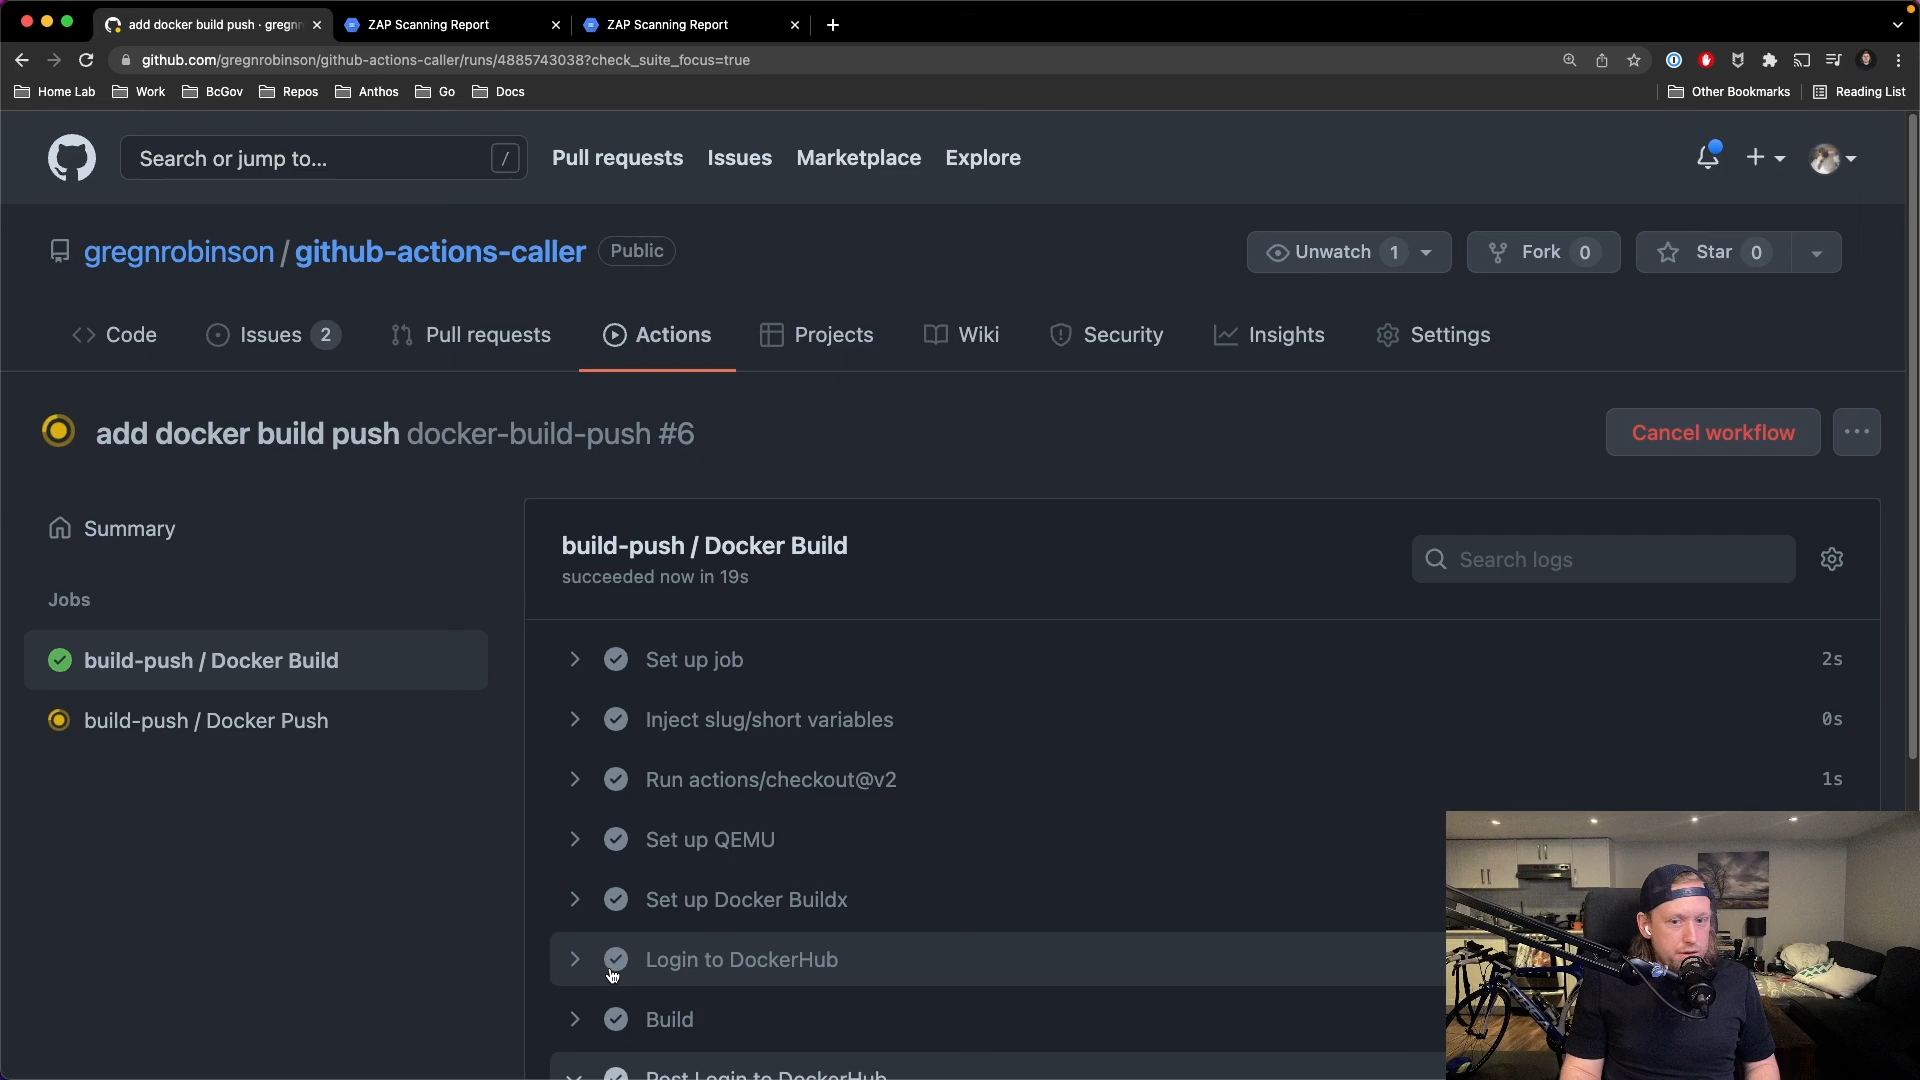 add docker build push · gregnr
ZAP Scanning Report
ZAP Scanning Report
github.com/gregnrobinson/github-actions-caller/runs/4885743038?check_suite_focus=true
Home Lab
Work
BcGov
Repos
Anthos
Go
Docs
Other Bookmarks
Reading List
Search or jump to...
/
Pull requests
Issues
Marketplace
Explore
gregnrobinson / github-actions-caller
Public
Unwatch 1
Fork 0
Star 0
Code
Issues 2
Pull requests
Actions
Projects
Wiki
Security
Insights
Settings
add docker build push docker-build-push #6
Cancel workflow
Summary
Jobs
build-push / Docker Build
build-push / Docker Push
build-push / Docker Build
succeeded now in 19s
Search logs
Set up job
2s
Inject slug/short variables
0s
Run actions/checkout@v2
1s
Set up QEMU
Set up Docker Buildx
Login to DockerHub
Build
Post Login to DockerHub